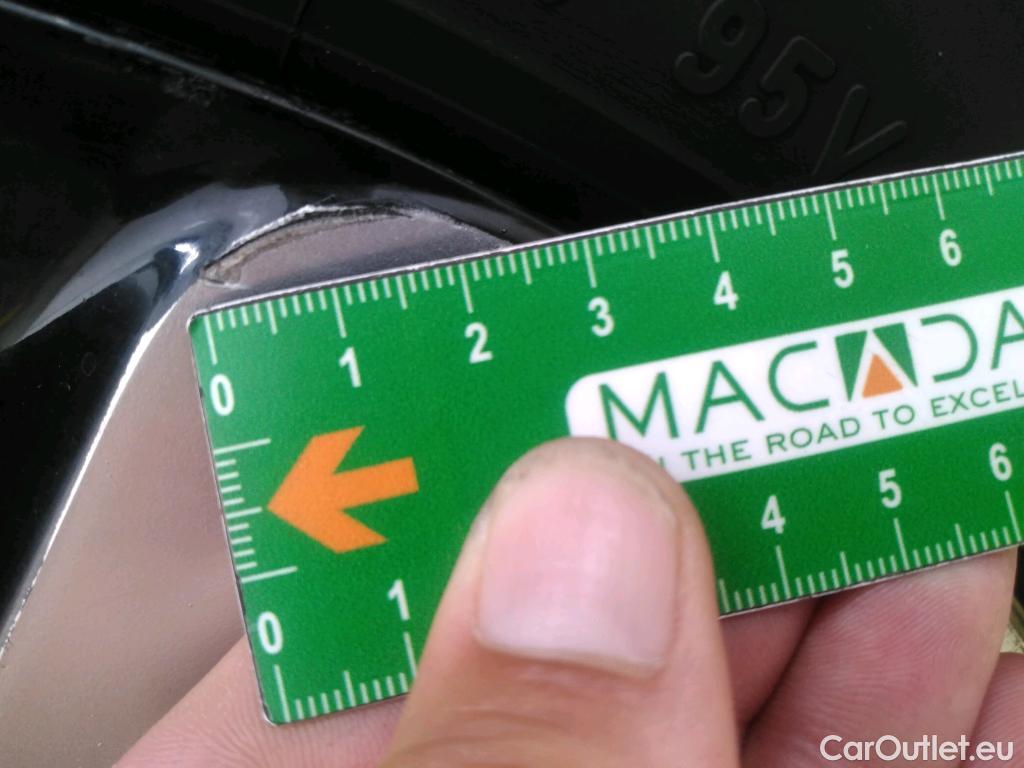 95V
0 1 2 3 4 5 6
MACADA
THE ROAD TO EXCEL
0 1 4 5 6
CarOutlet.eu